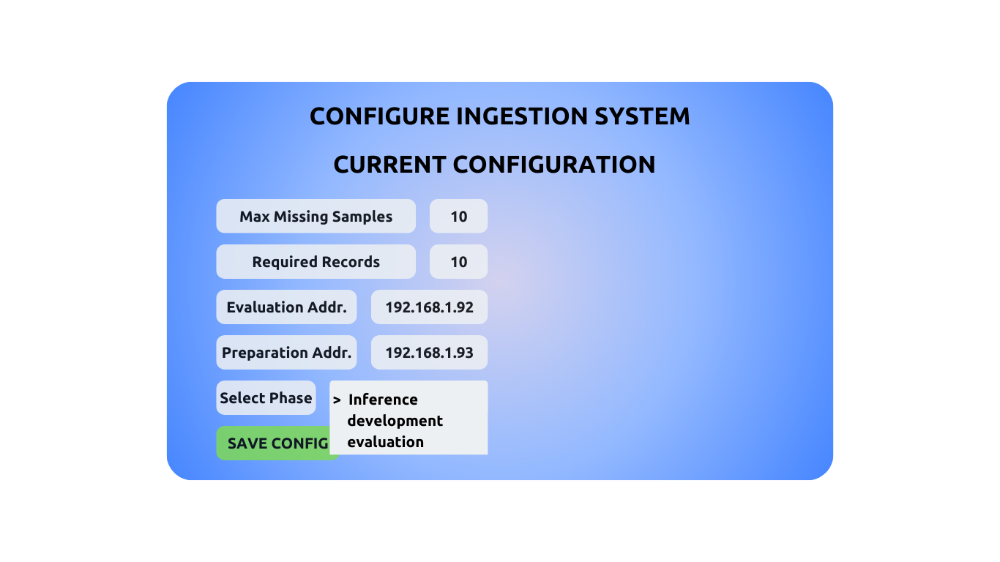 CONFIGURE INGESTION SYSTEM
CURRENT CONFIGURATION
Max Missing Samples 10
Required Records 10
Evaluation Addr. 192.168.1.92
Preparation Addr. 192.168.1.93
Select Phase > Inference
development
SAVE CONFIG evaluation